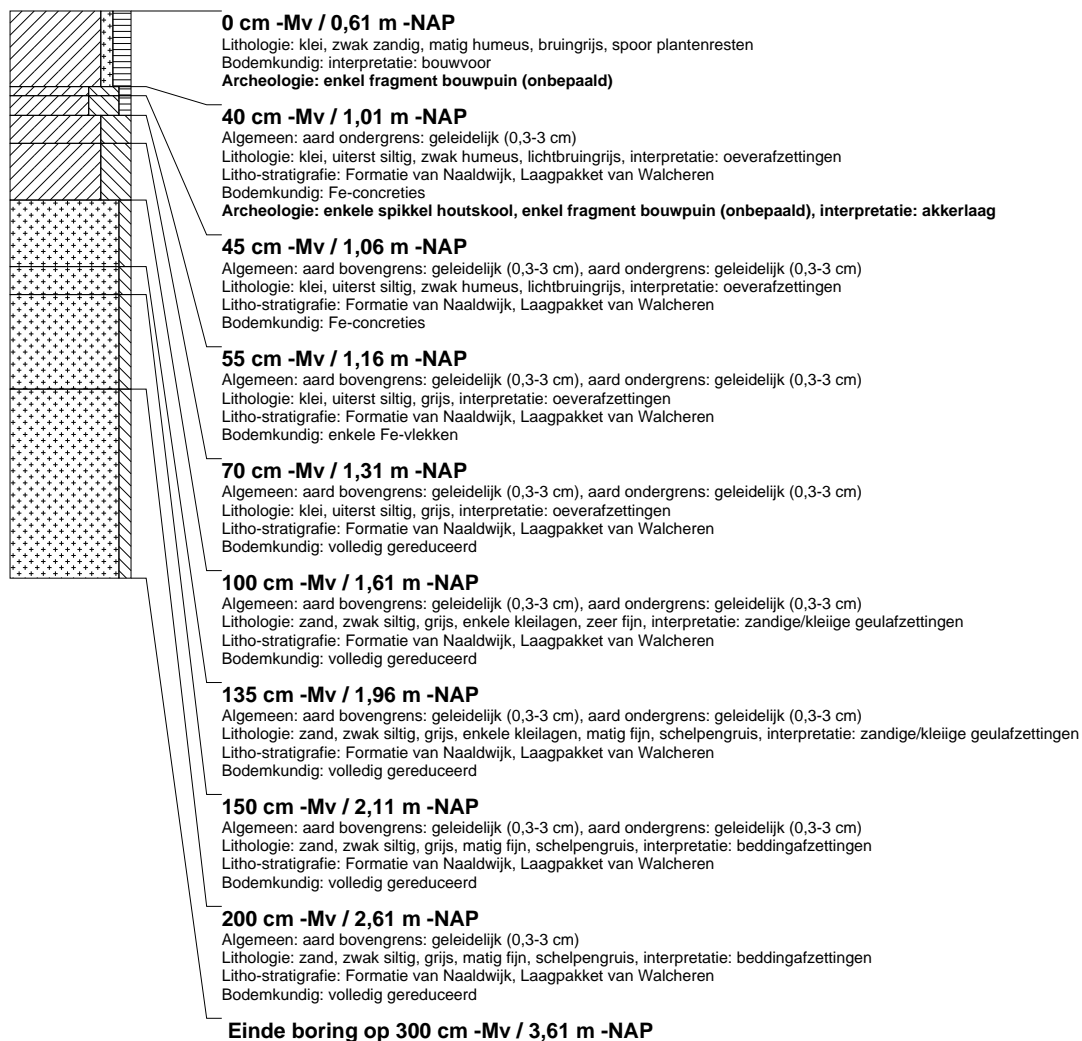 0 cm -Mv / 0,61 m -NAP
Lithologie: klei, zwak zandig, matig humeus, bruingrijs, spoor plantenresten
Bodemkundig: interpretatie: bouwvoor
Archeologie: enkel fragment bouwpuin (onbepaald)
40 cm -Mv / 1,01 m -NAP
Algemeen: aard ondergrens: geleidelijk (0,3-3 cm)
Lithologie: klei, uiterst siltig, zwak humeus, lichtbruingrijs, interpretatie: oeverafzettingen
Litho-stratigrafie: Formatie van Naaldwijk, Laagpakket van Walcheren
Bodemkundig: Fe-concreties
Archeologie: enkele spikkel houtskool, enkel fragment bouwpuin (onbepaald), interpretatie: akkerlaag
45 cm -Mv / 1,06 m -NAP
Algemeen: aard bovengrens: geleidelijk (0,3-3 cm), aard ondergrens: geleidelijk (0,3-3 cm)
Lithologie: klei, uiterst siltig, zwak humeus, lichtbruingrijs, interpretatie: oeverafzettingen
Litho-stratigrafie: Formatie van Naaldwijk, Laagpakket van Walcheren
Bodemkundig: Fe-concreties
55 cm -Mv / 1,16 m -NAP
Algemeen: aard bovengrens: geleidelijk (0,3-3 cm), aard ondergrens: geleidelijk (0,3-3 cm)
Lithologie: klei, uiterst siltig, grijs, interpretatie: oeverafzettingen
Litho-stratigrafie: Formatie van Naaldwijk, Laagpakket van Walcheren
Bodemkundig: enkele Fe-vlekken
70 cm -Mv / 1,31 m -NAP
Algemeen: aard bovengrens: geleidelijk (0,3-3 cm), aard ondergrens: geleidelijk (0,3-3 cm)
Lithologie: klei, uiterst siltig, grijs, interpretatie: oeverafzettingen
Litho-stratigrafie: Formatie van Naaldwijk, Laagpakket van Walcheren
Bodemkundig: volledig gereduceerd
100 cm -Mv / 1,61 m -NAP
Algemeen: aard bovengrens: geleidelijk (0,3-3 cm), aard ondergrens: geleidelijk (0,3-3 cm)
Lithologie: zand, zwak siltig, grijs, enkele kleilagen, zeer fijn, interpretatie: zandige/kleiige geulafzettingen
Litho-stratigrafie: Formatie van Naaldwijk, Laagpakket van Walcheren
Bodemkundig: volledig gereduceerd
135 cm -Mv / 1,96 m -NAP
Algemeen: aard bovengrens: geleidelijk (0,3-3 cm), aard ondergrens: geleidelijk (0,3-3 cm)
Lithologie: zand, zwak siltig, grijs, enkele kleilagen, matig fijn, schelpengruis, interpretatie: zandige/kleiige geulafzettingen
Litho-stratigrafie: Formatie van Naaldwijk, Laagpakket van Walcheren
Bodemkundig: volledig gereduceerd
150 cm -Mv / 2,11 m -NAP
Algemeen: aard bovengrens: geleidelijk (0,3-3 cm), aard ondergrens: geleidelijk (0,3-3 cm)
Lithologie: zand, zwak siltig, grijs, matig fijn, schelpengruis, interpretatie: beddingafzettingen
Litho-stratigrafie: Formatie van Naaldwijk, Laagpakket van Walcheren
Bodemkundig: volledig gereduceerd
200 cm -Mv / 2,61 m -NAP
Algemeen: aard bovengrens: geleidelijk (0,3-3 cm)
Lithologie: zand, zwak siltig, grijs, matig fijn, schelpengruis, interpretatie: beddingafzettingen
Litho-stratigrafie: Formatie van Naaldwijk, Laagpakket van Walcheren
Bodemkundig: volledig gereduceerd
Einde boring op 300 cm -Mv / 3,61 m -NAP